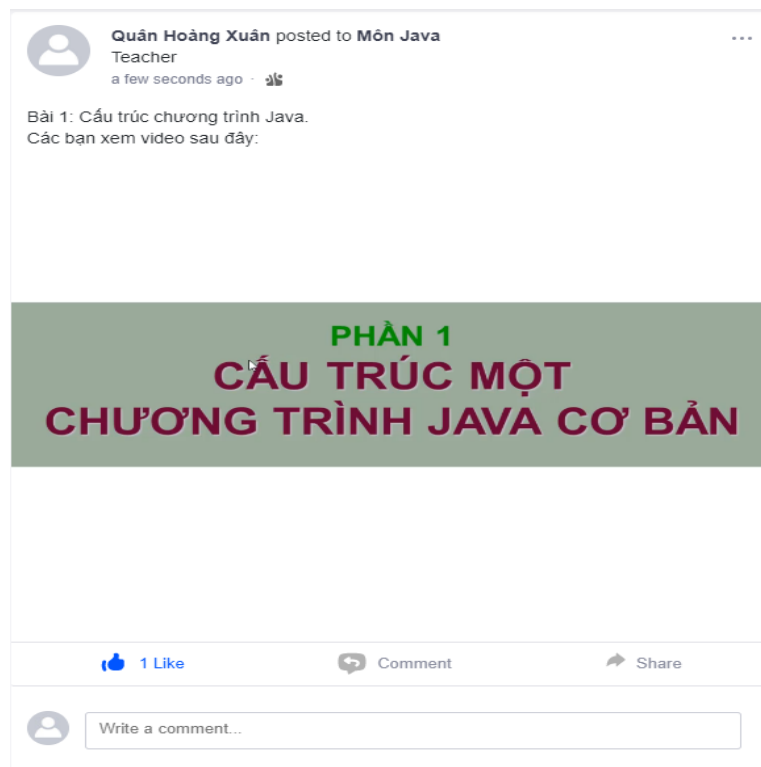 Quân Hoàng Xuân posted to Môn Java
Teacher
a few seconds ago ·
Bài 1: Cấu trúc chương trình Java.
Các bạn xem video sau đây:
PHẦN 1
CẤU TRÚC MỘT
CHƯƠNG TRÌNH JAVA CƠ BẢN
1 Like
Comment
Share
Write a comment...